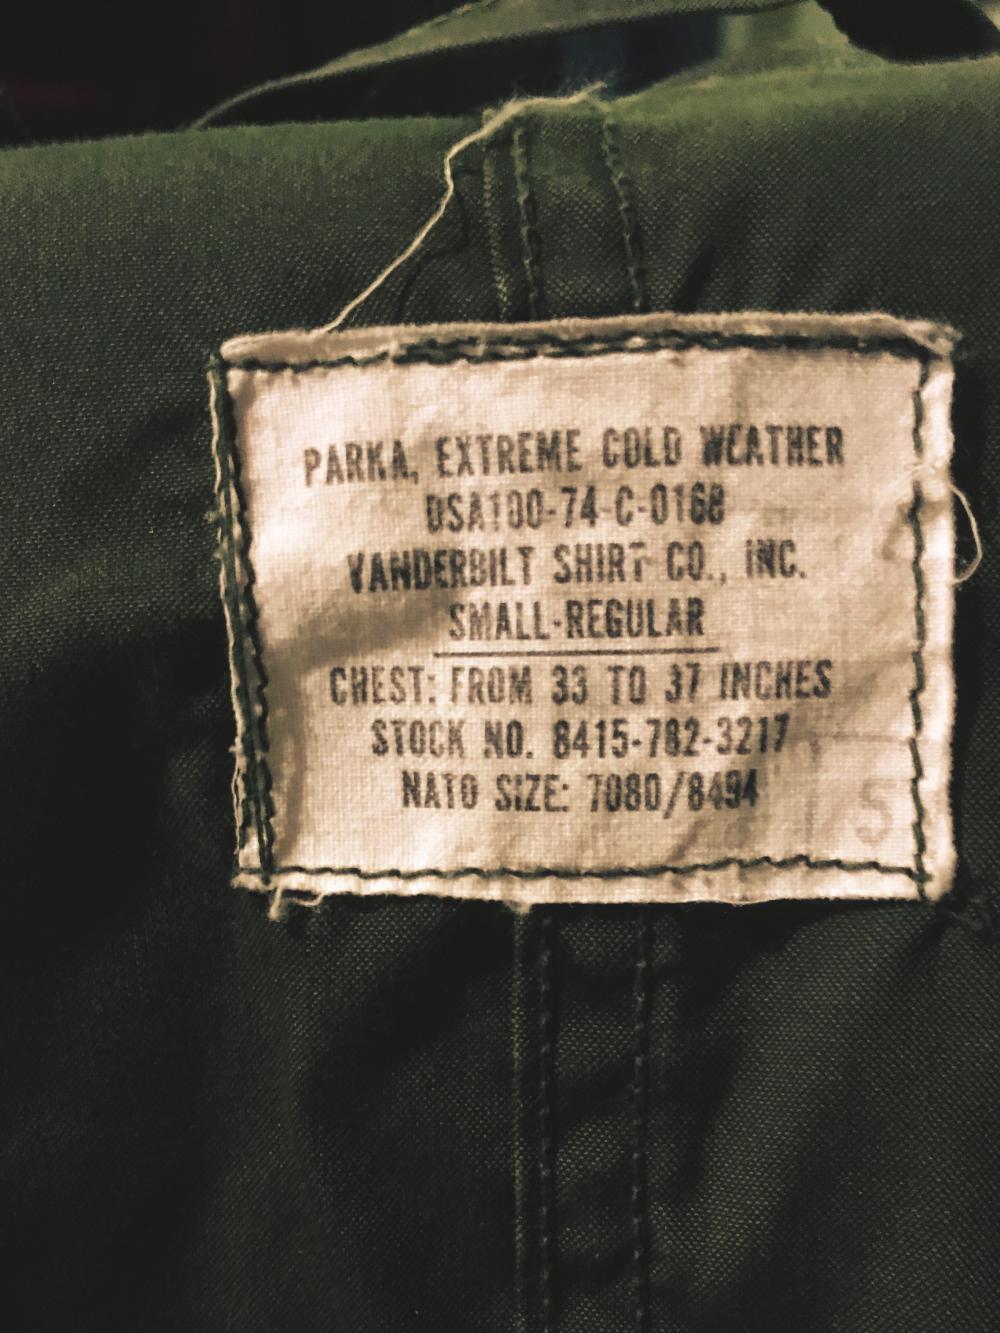 PARKA, EXTREME COLD WEATHER
DSA100-74-C-0168
VANDERBILT SHIRT CO., INC.
SMALL-REGULAR
CHEST: FROM 33 TO 37 INCHES
STOCK NO. 8415-782-3217
NATO SIZE: 7080/8494
5